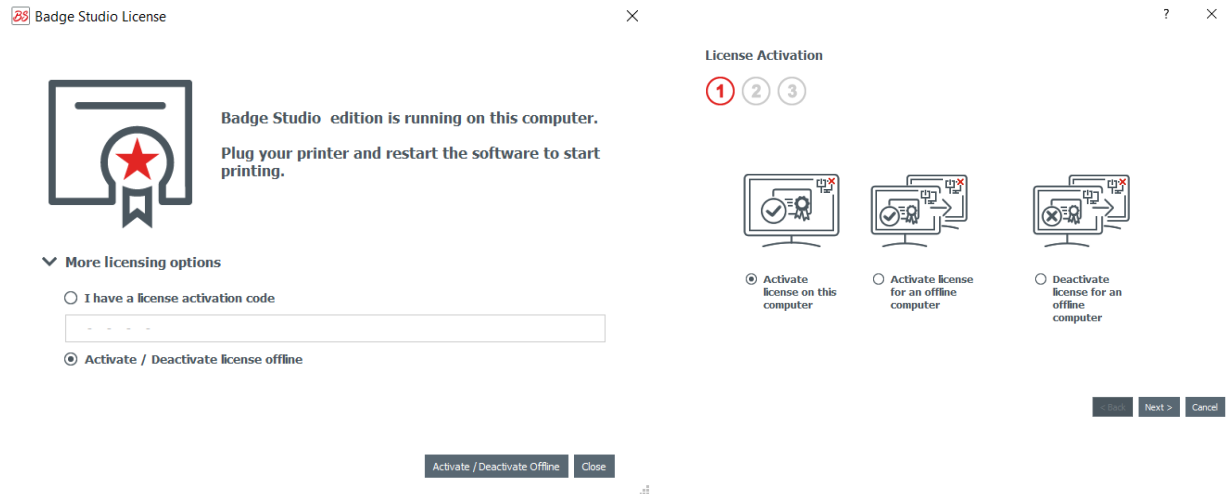 BS Badge Studio License
Badge Studio edition is running on this computer.
Plug your printer and restart the software to start
printing.
More licensing options
I have a license activation code
- - - -
Activate / Deactivate license offline
Activate / Deactivate Offline
Close
?
License Activation
1 2 3
Activate
license on this
computer
Activate license
for an offline
computer
Deactivate
license for an
offline
computer
< Back
Next >
Cancel